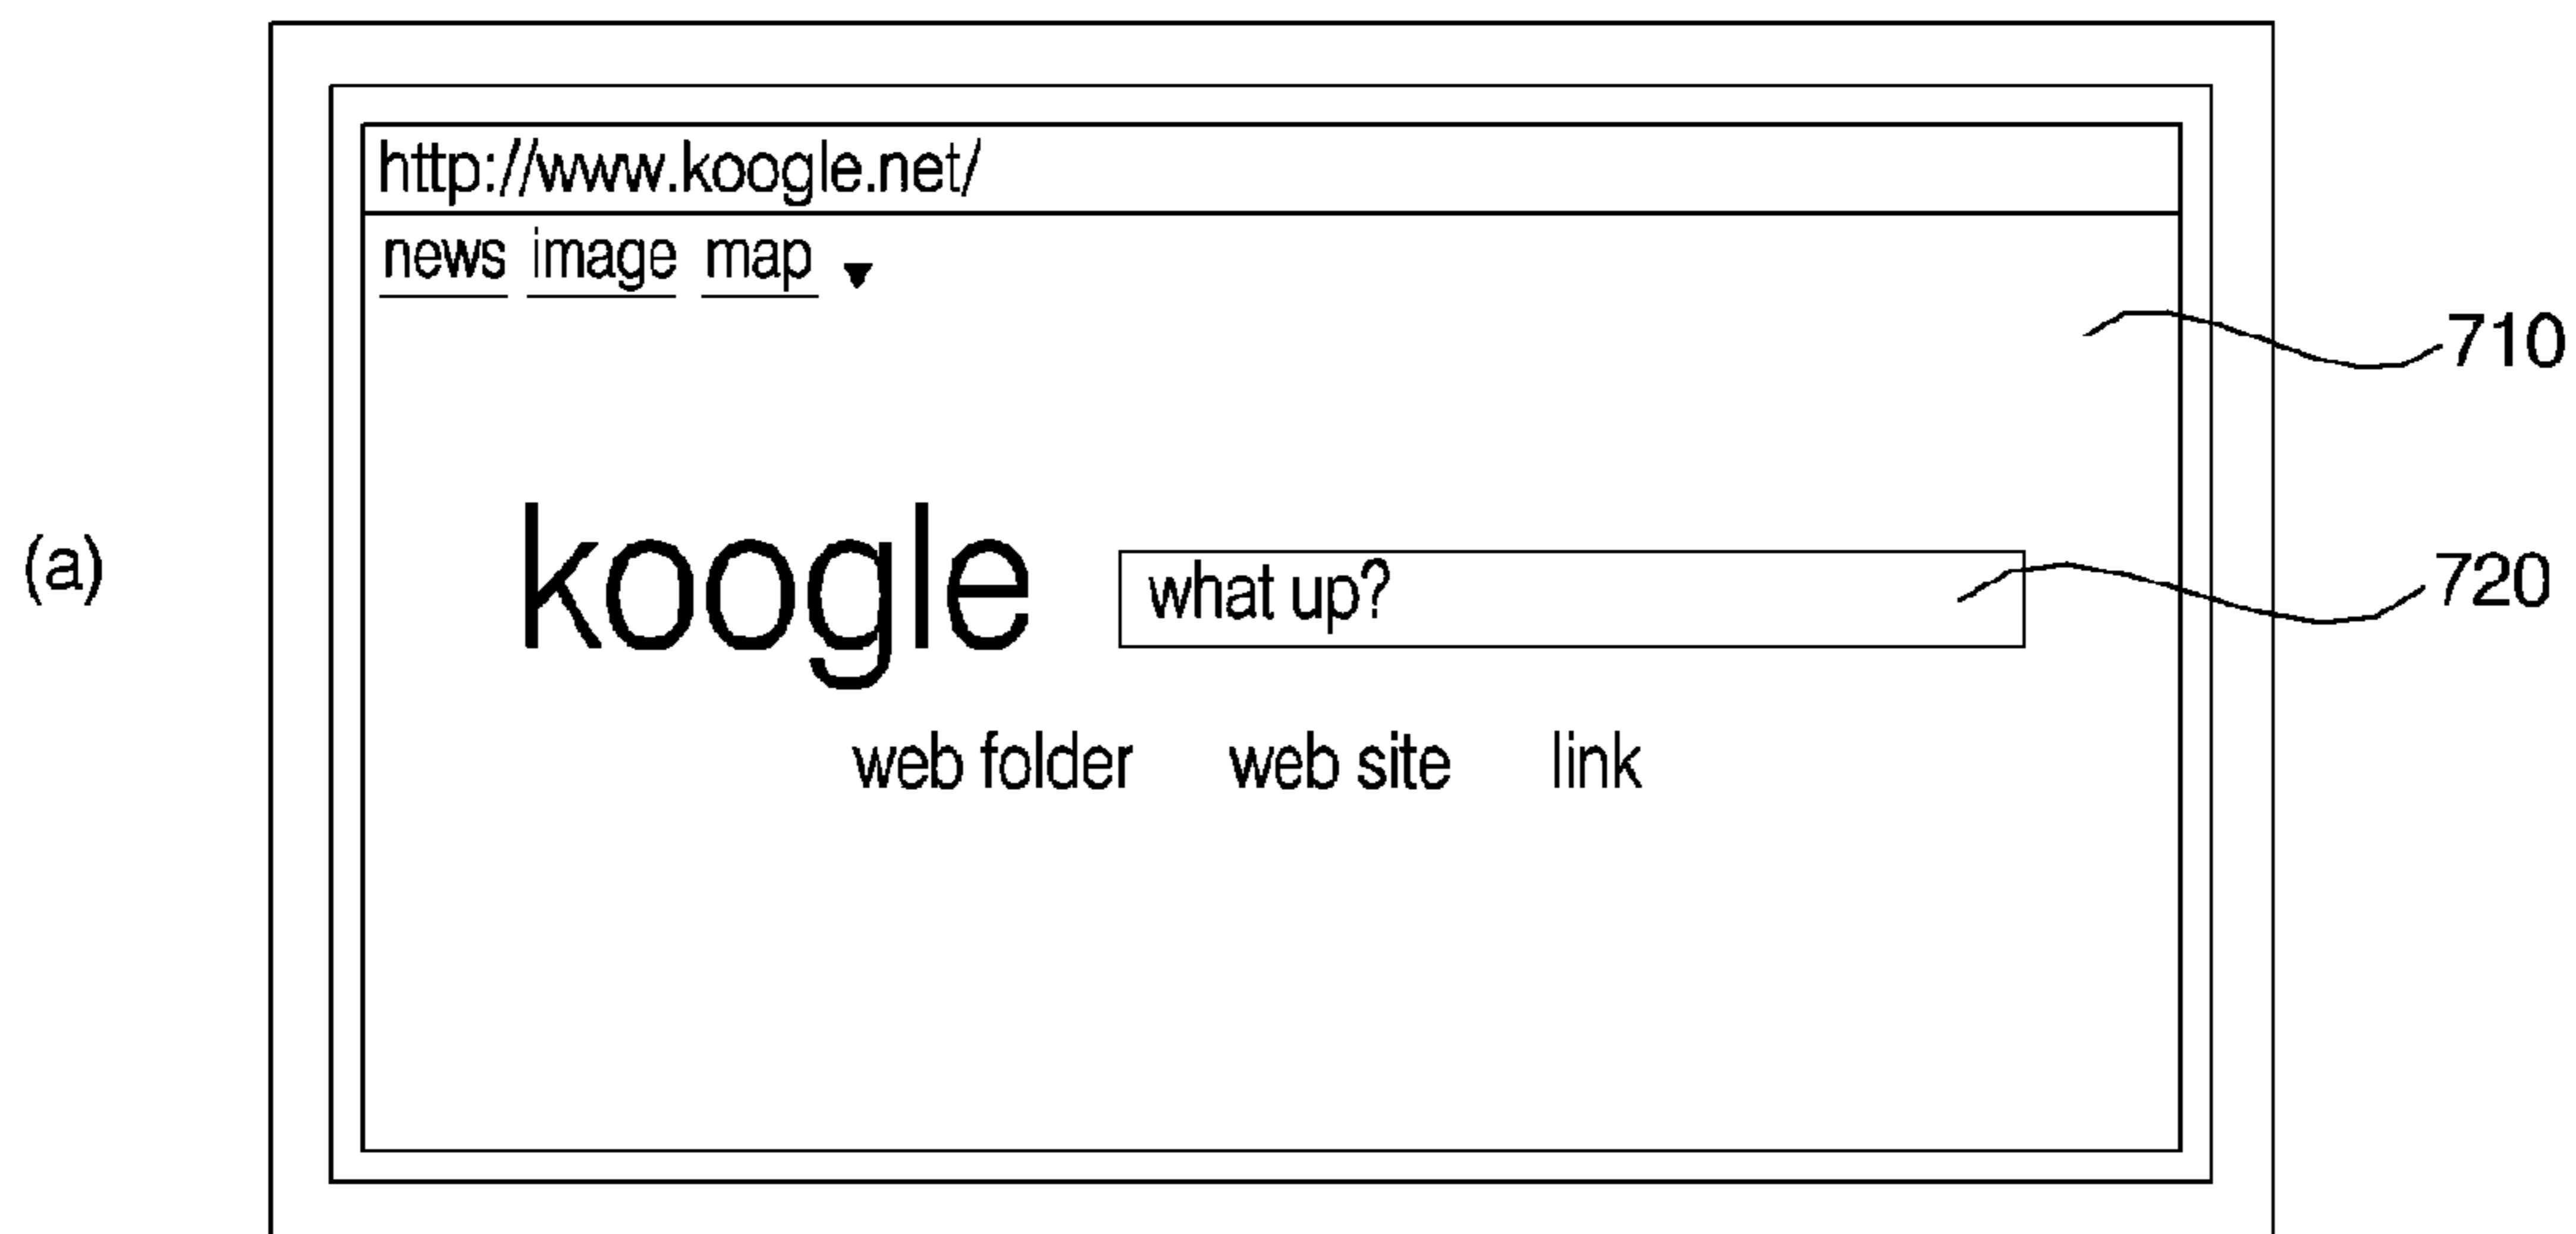 http://www.koogle.net/
news image map
710
(a)
koogle
what up?
720
web folder web site link